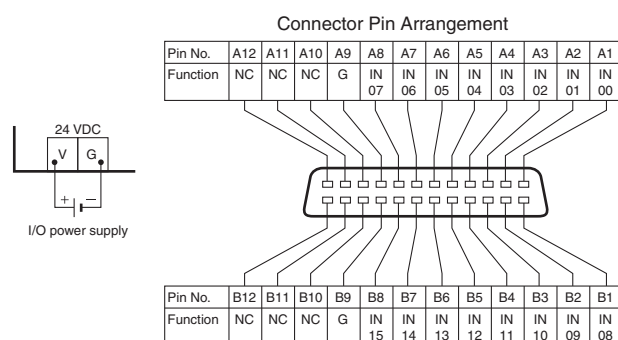 Connector Pin Arrangement
Pin No. A12 A11 A10 A9 A8 A7 A6 A5 A4 A3 A2 A1
Function NC NC NC G IN 07 IN 06 IN 05 IN 04 IN 03 IN 02 IN 01 IN 00
24 VDC
V G
+ −
I/O power supply
Pin No. B12 B11 B10 B9 B8 B7 B6 B5 B4 B3 B2 B1
Function NC NC NC G IN 15 IN 14 IN 13 IN 12 IN 11 IN 10 IN 09 IN 08